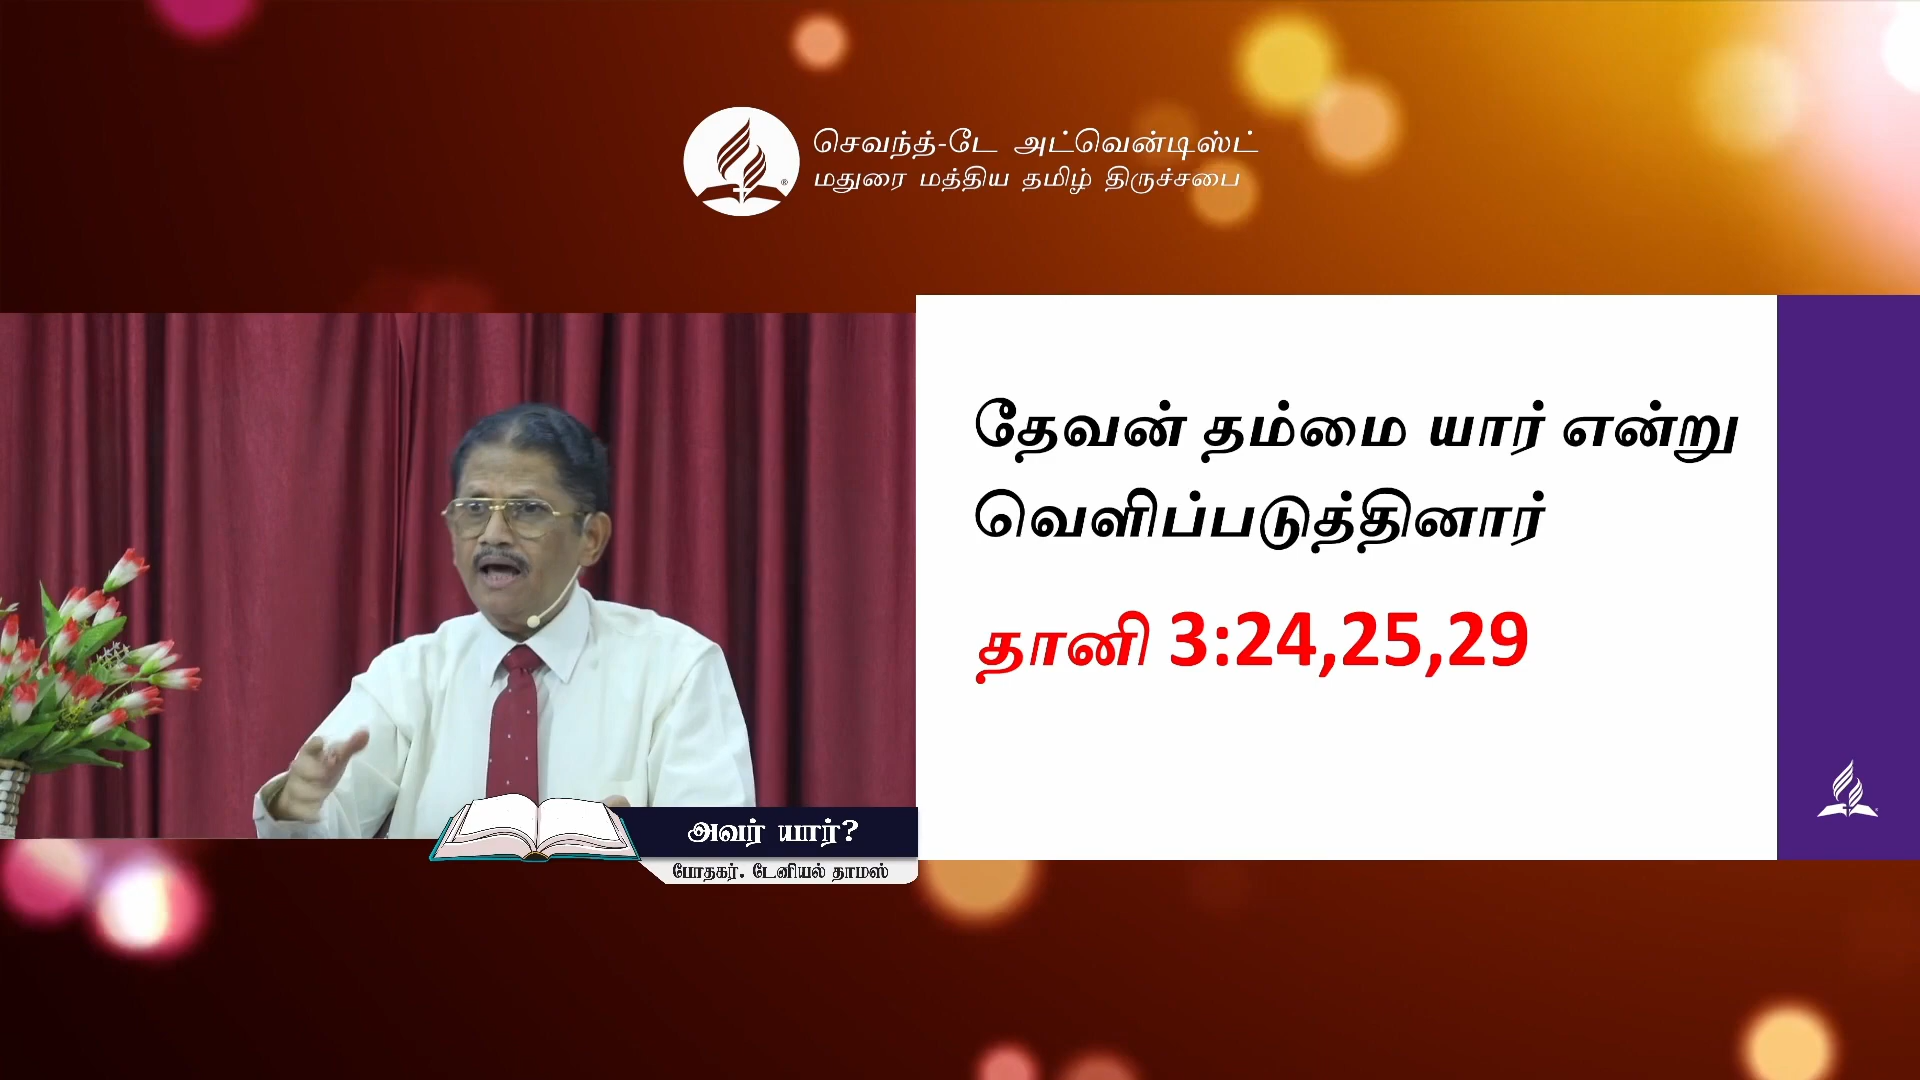 செவந்த்-டே அட்வென்டிஸ்ட்
மதுரை மத்திய தமிழ் திருச்சபை
தேவன் தம்மை யார் என்று
வெளிப்படுத்தினார்
தானி 3:24,25,29
அவர் யார்?
போதகர். டேனியல் தாமஸ்